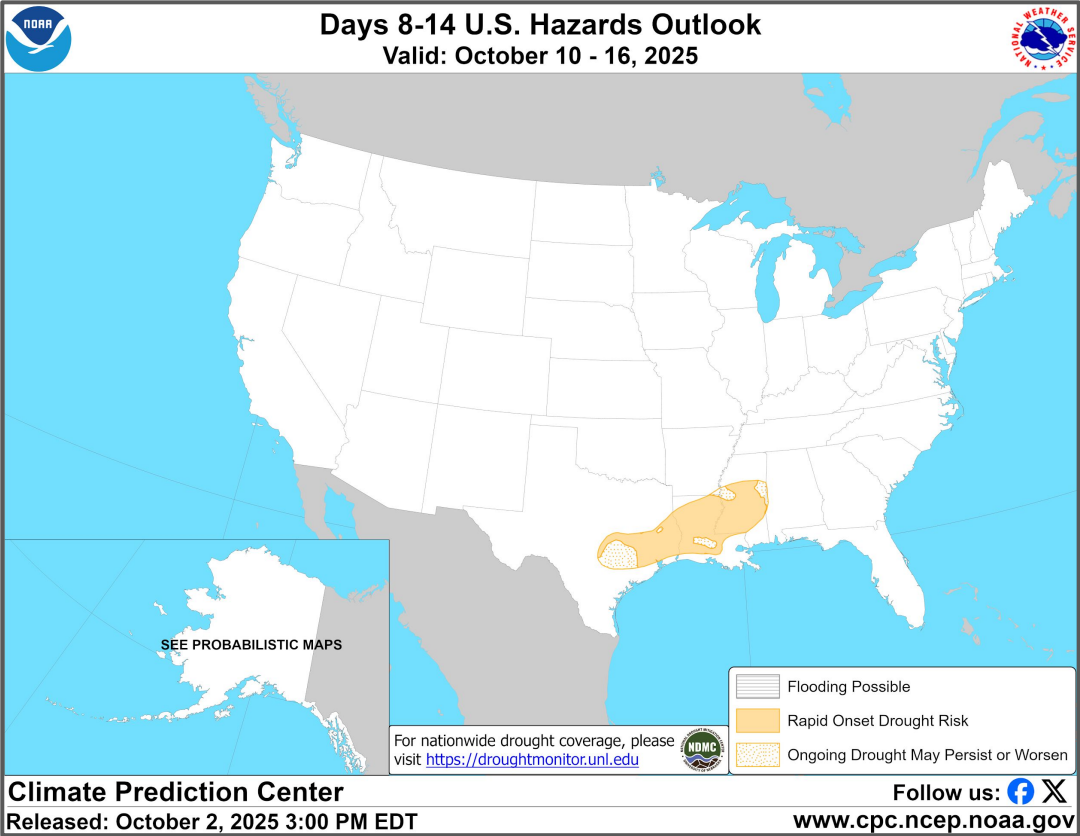 NOAA
Days 8-14 U.S. Hazards Outlook
Valid: October 10 - 16, 2025
NATIONAL WEATHER SERVICE
SEE PROBABILISTIC MAPS
For nationwide drought coverage, please
visit https://droughtmonitor.unl.edu
NDMC
Flooding Possible
Rapid Onset Drought Risk
Ongoing Drought May Persist or Worsen
Climate Prediction Center
Released: October 2, 2025 3:00 PM EDT
Follow us:
www.cpc.ncep.noaa.gov